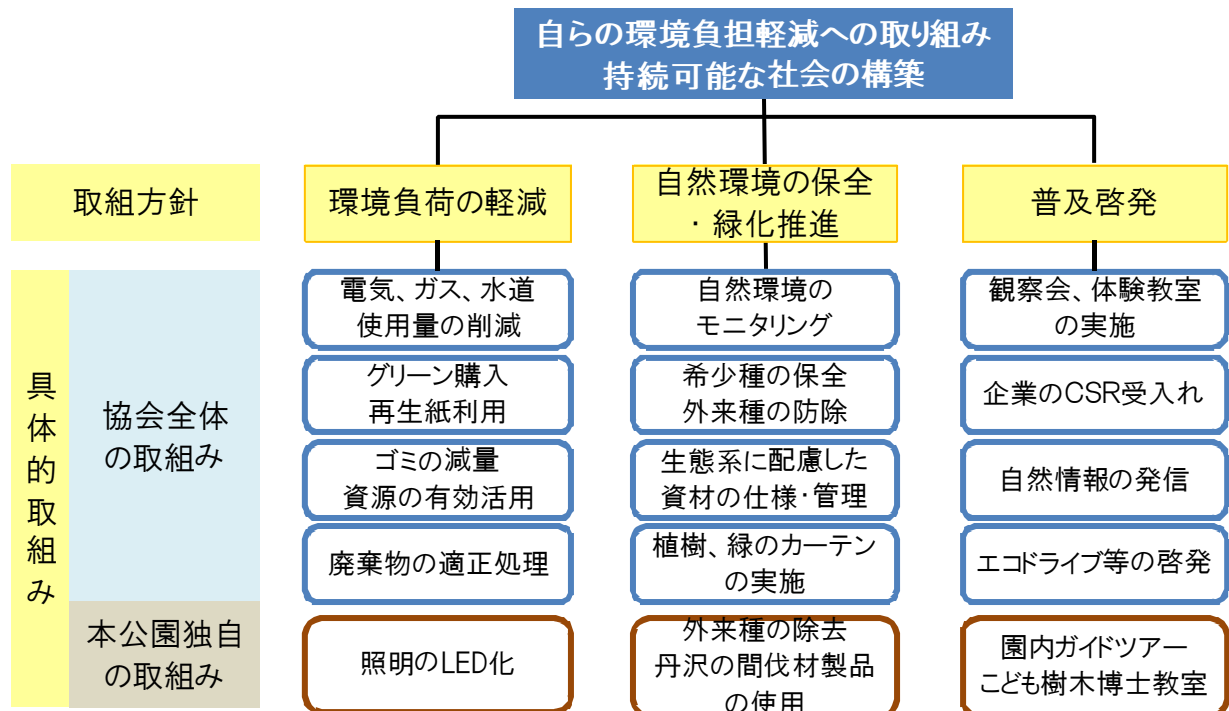 自らの環境負担軽減への取り組み
持続可能な社会の構築
取組方針
環境負荷の軽減
自然環境の保全
・緑化推進
普及啓発
具体的取組み
協会全体
の取組み
電気、ガス、水道
使用量の削減
自然環境の
モニタリング
観察会、体験教室
の実施
グリーン購入
再生紙利用
希少種の保全
外来種の防除
企業のCSR受入れ
ゴミの減量
資源の有効活用
生態系に配慮した
資材の仕様・管理
自然情報の発信
廃棄物の適正処理
植樹、緑のカーテン
の実施
エコドライブ等の啓発
本公園独自
の取組み
照明のLED化
外来種の除去
丹沢の間伐材製品
の使用
園内ガイドツアー
こども樹木博士教室